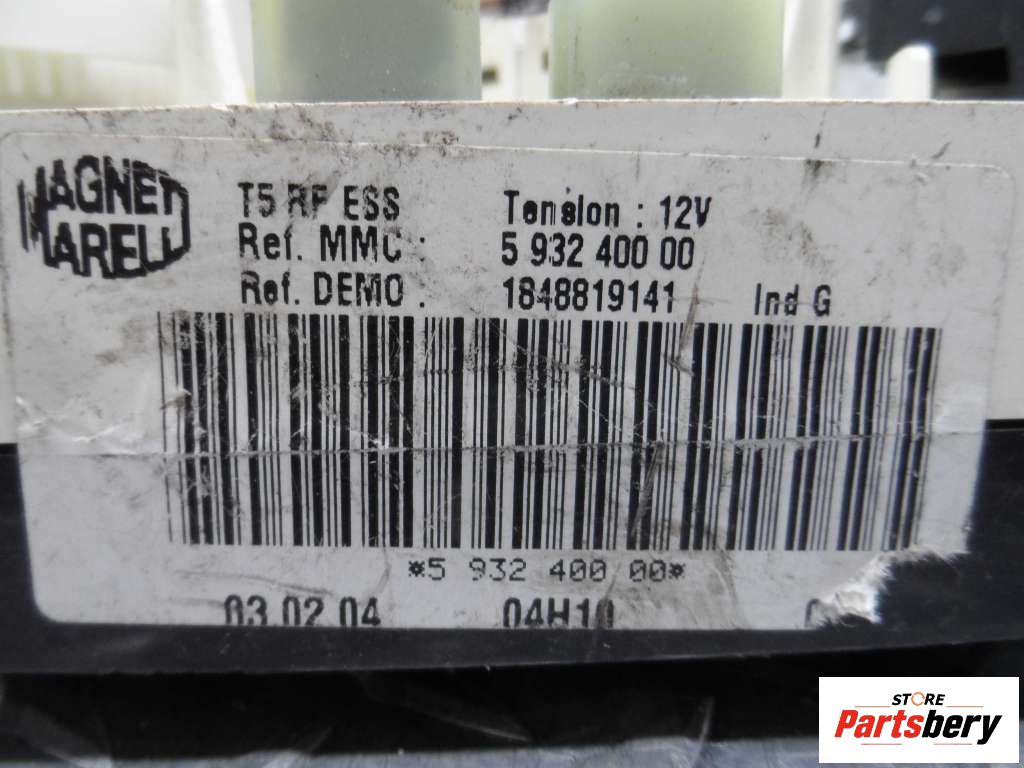 MAGNETI
MARELLI
T5 RF ESS Tension : 12V
Ref. MMC : 5 932 400 00
Ref. DEMO . 1848819141 Ind G
*5 932 400 00*
03.02.04 04H10
STORE
Partsbery